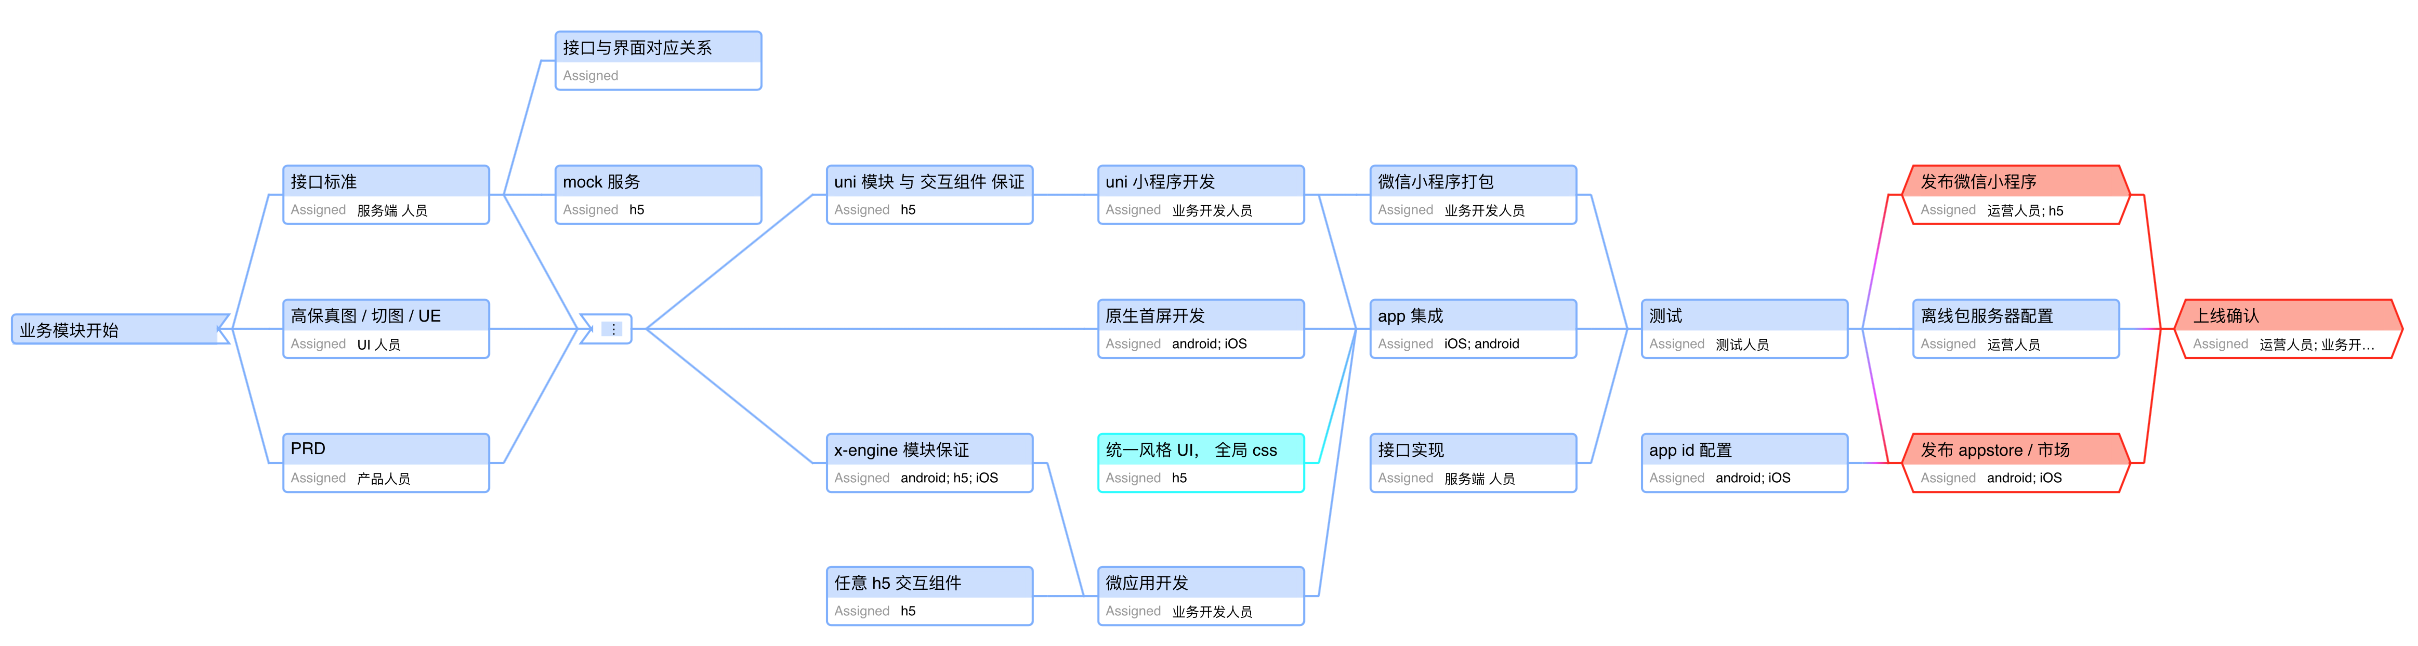 接口与界面对应关系
Assigned
接口标准
Assigned 服务端 人员
mock 服务
Assigned h5
uni 模块 与 交互组件 保证
Assigned h5
uni 小程序开发
Assigned 业务开发人员
微信小程序打包
Assigned 业务开发人员
发布微信小程序
Assigned 运营人员; h5
业务模块开始
高保真图 / 切图 / UE
Assigned UI 人员
原生首屏开发
Assigned android; iOS
app 集成
Assigned iOS; android
测试
Assigned 测试人员
离线包服务器配置
Assigned 运营人员
上线确认
Assigned 运营人员; 业务开...
PRD
Assigned 产品人员
x-engine 模块保证
Assigned android; h5; iOS
统一风格 UI， 全局 css
Assigned h5
接口实现
Assigned 服务端 人员
app id 配置
Assigned android; iOS
发布 appstore / 市场
Assigned android; iOS
任意 h5 交互组件
Assigned h5
微应用开发
Assigned 业务开发人员